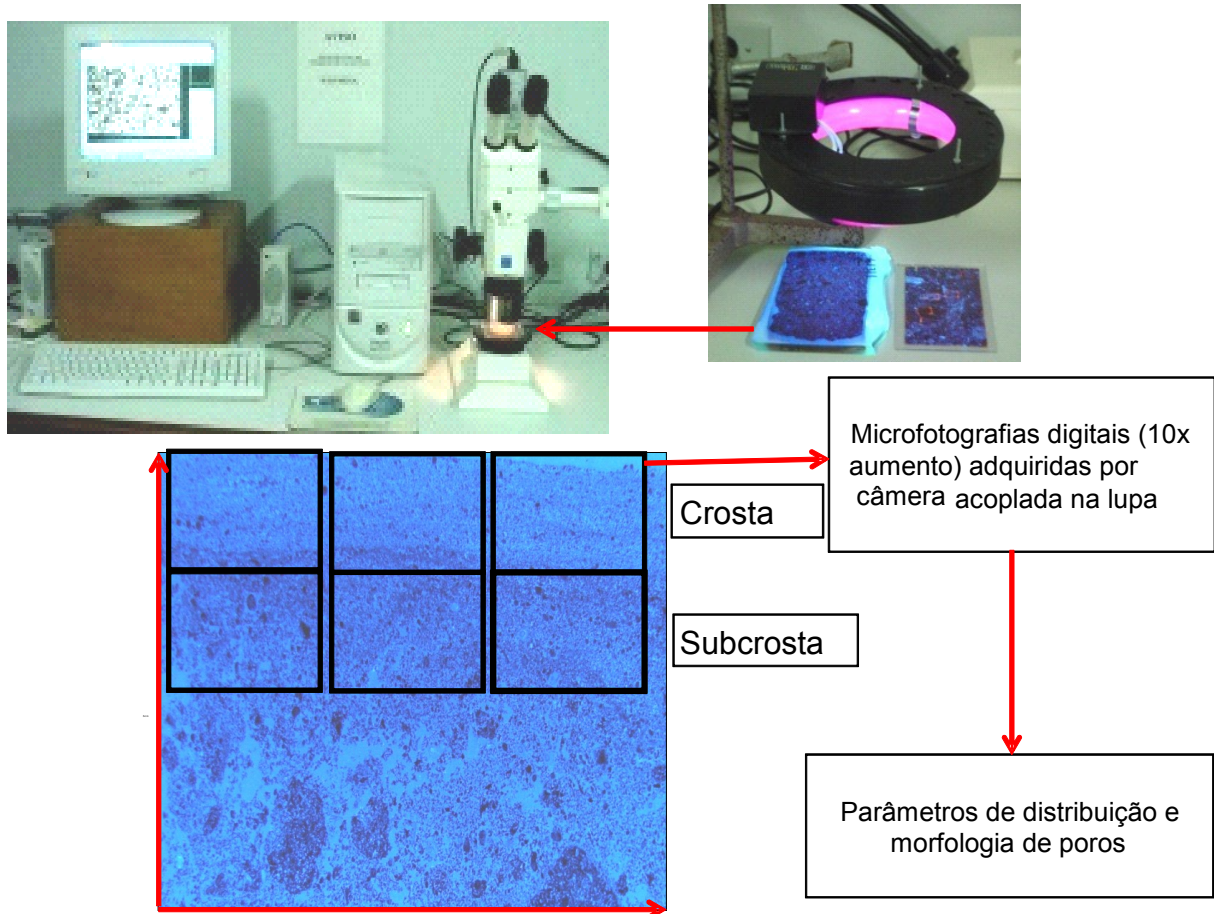 Microfotografias digitais (10x
aumento) adquiridas por
câmera acoplada na lupa
Crosta
Subcrosta
Parâmetros de distribuição e
morfologia de poros